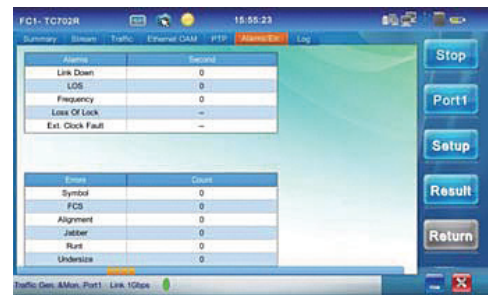 FC1- TC702R 15:55:23
Summary Stream Traffic Ethernet OAM PTP Alarms/Err. Log
Alarms Second
Link Down 0
LOS 0
Frequency 0
Loss Of Lock --
Ext. Clock Fault --
Errors Count
Symbol 0
FCS 0
Alignment 0
Jabber 0
Runt 0
Undersize 0
Stop
Port1
Setup
Result
Return
Traffic Gen. &Mon. Port1 Link 1Gbps